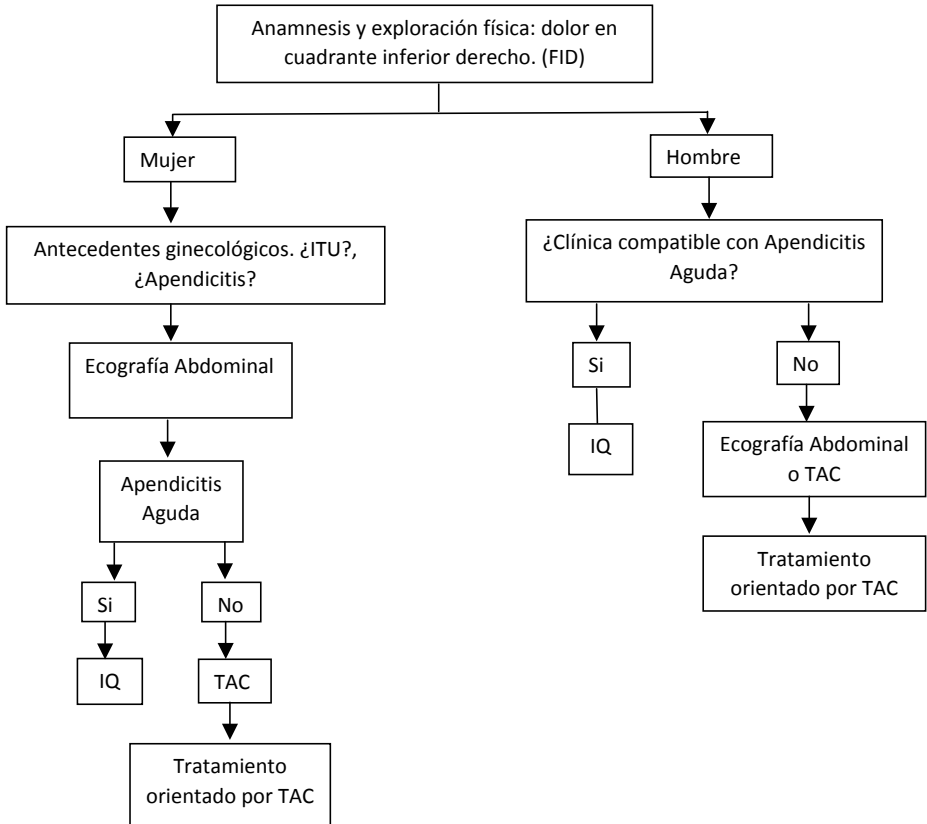 Anamnesis y exploración física: dolor en
cuadrante inferior derecho. (FID)
Mujer
Hombre
Antecedentes ginecológicos. ¿ITU?,
¿Apendicitis?
¿Clínica compatible con Apendicitis
Aguda?
Ecografía Abdominal
Si
No
Apendicitis
Aguda
IQ
Ecografía Abdominal
o TAC
Si
No
Tratamiento
orientado por TAC
IQ
TAC
Tratamiento
orientado por TAC